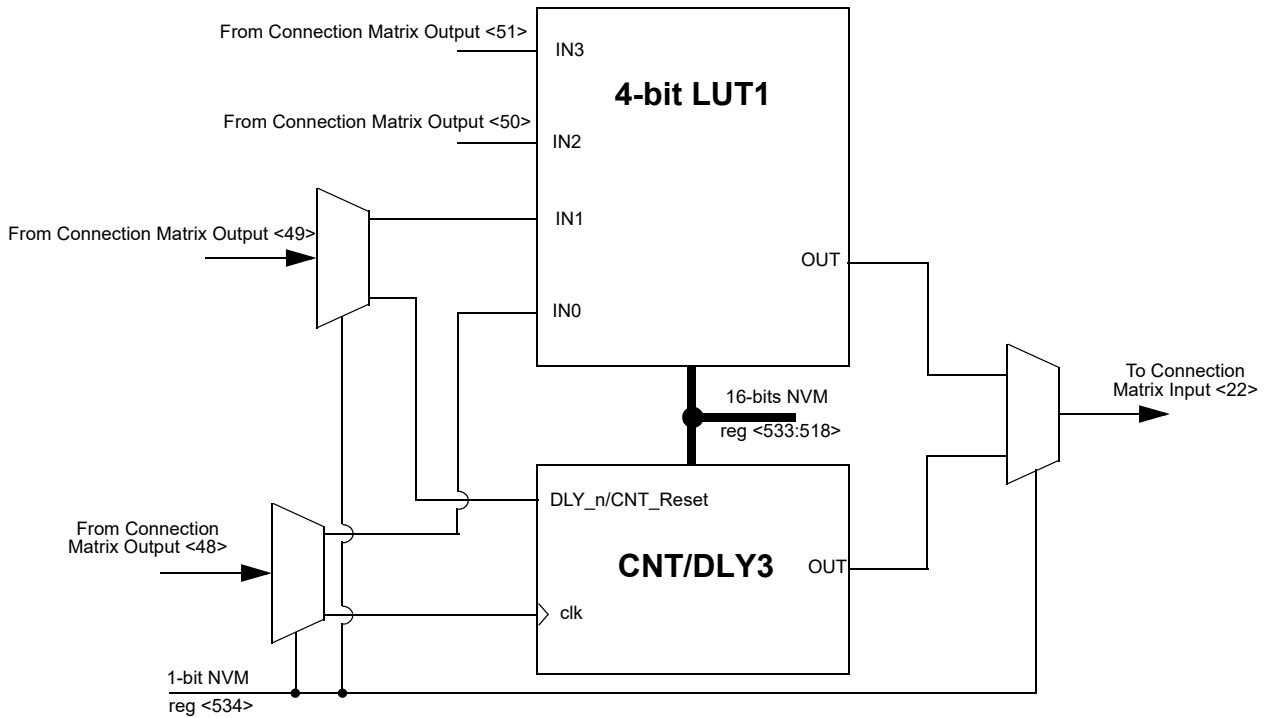 From Connection Matrix Output <51>
IN3
4-bit LUT1
From Connection Matrix Output <50>
IN2
IN1
From Connection Matrix Output <49>
OUT
IN0
To Connection
Matrix Input <22>
16-bits NVM
reg <533:518>
DLY_n/CNT_Reset
From Connection
Matrix Output <48>
CNT/DLY3
OUT
clk
1-bit NVM
reg <534>